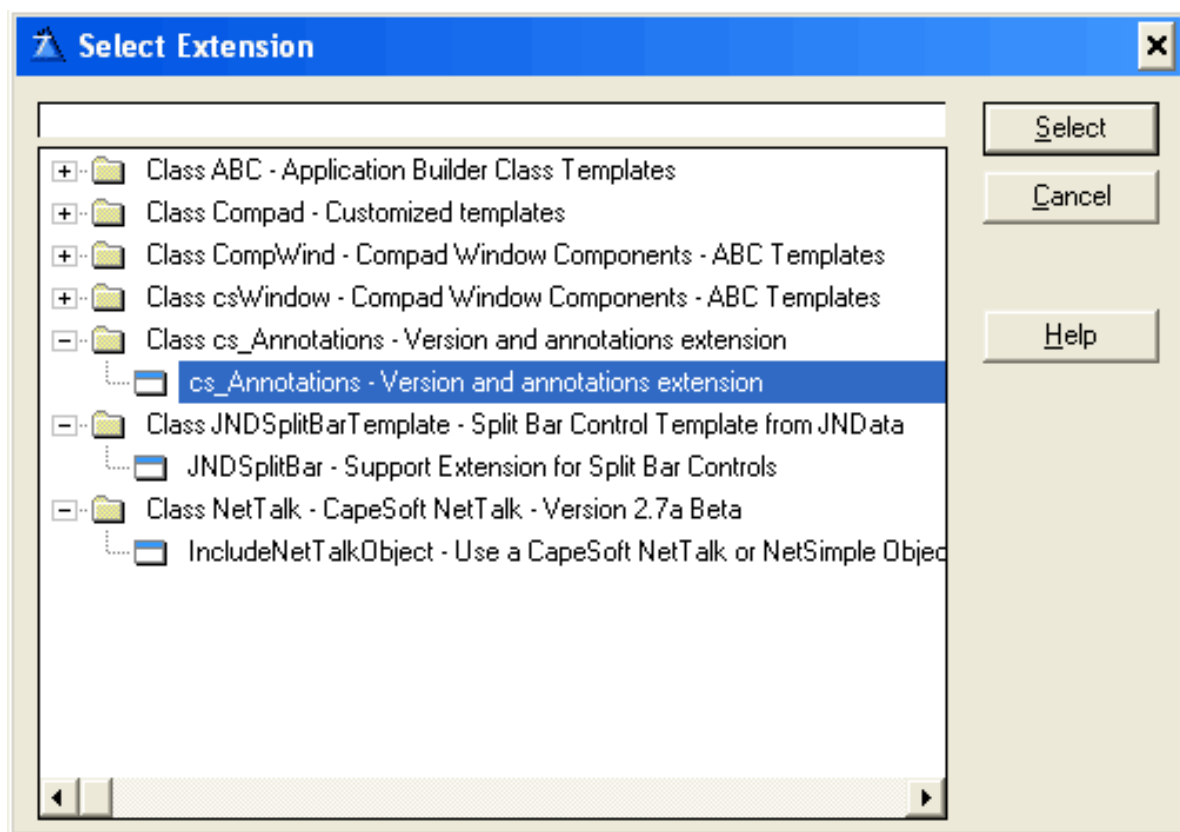 Select Extension
Select
Class ABC - Application Builder Class Templates
Cancel
Class Compad - Customized templates
Class CompWind - Compad Window Components - ABC Templates
Class csWindow - Compad Window Components - ABC Templates
Help
Class cs_Annotations - Version and annotations extension
cs_Annotations - Version and annotations extension
Class JNDSplitBarTemplate - Split Bar Control Template from JNData
JNDSplitBar - Support Extension for Split Bar Controls
Class NetTalk - CapeSoft NetTalk - Version 2.7a Beta
IncludeNetTalkObject - Use a CapeSoft NetTalk or NetSimple Objec